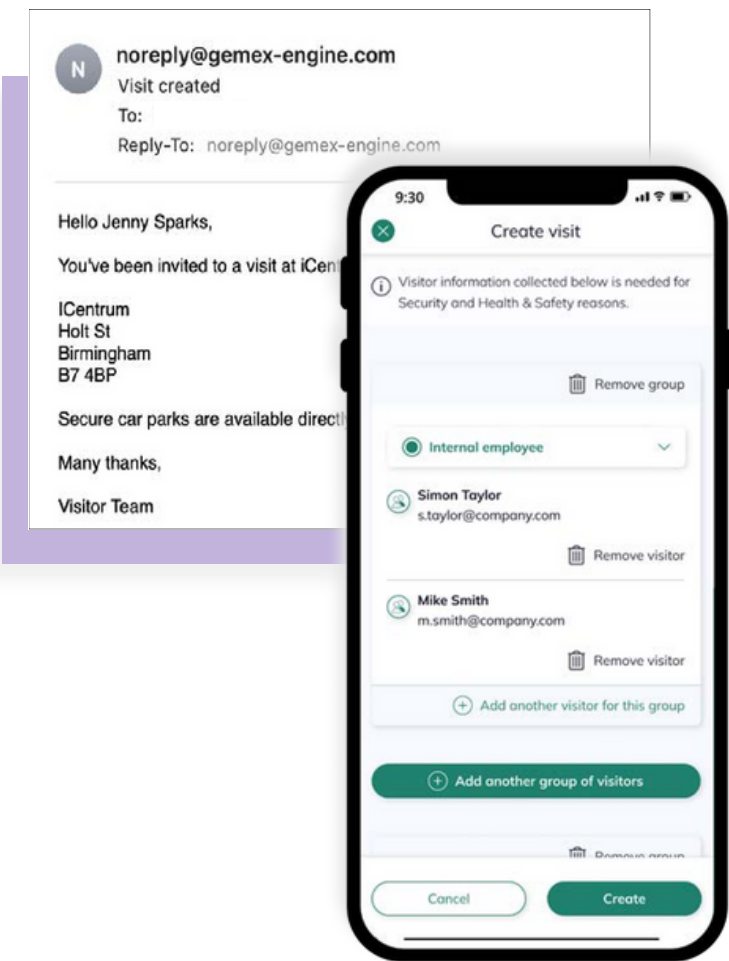 N
noreply@gemex-engine.com
Visit created
To:
Reply-To: noreply@gemex-engine.com
Hello Jenny Sparks,
You've been invited to a visit at iCent
ICentrum
Holt St
Birmingham
B7 4BP
Secure car parks are available directl
Many thanks,
Visitor Team
9:30
Create visit
i Visitor information collected below is needed for
Security and Health & Safety reasons.
Remove group
Internal employee
Simon Taylor
s.taylor@company.com
Remove visitor
Mike Smith
m.smith@company.com
Remove visitor
Add another visitor for this group
Add another group of visitors
Remove group
Cancel
Create